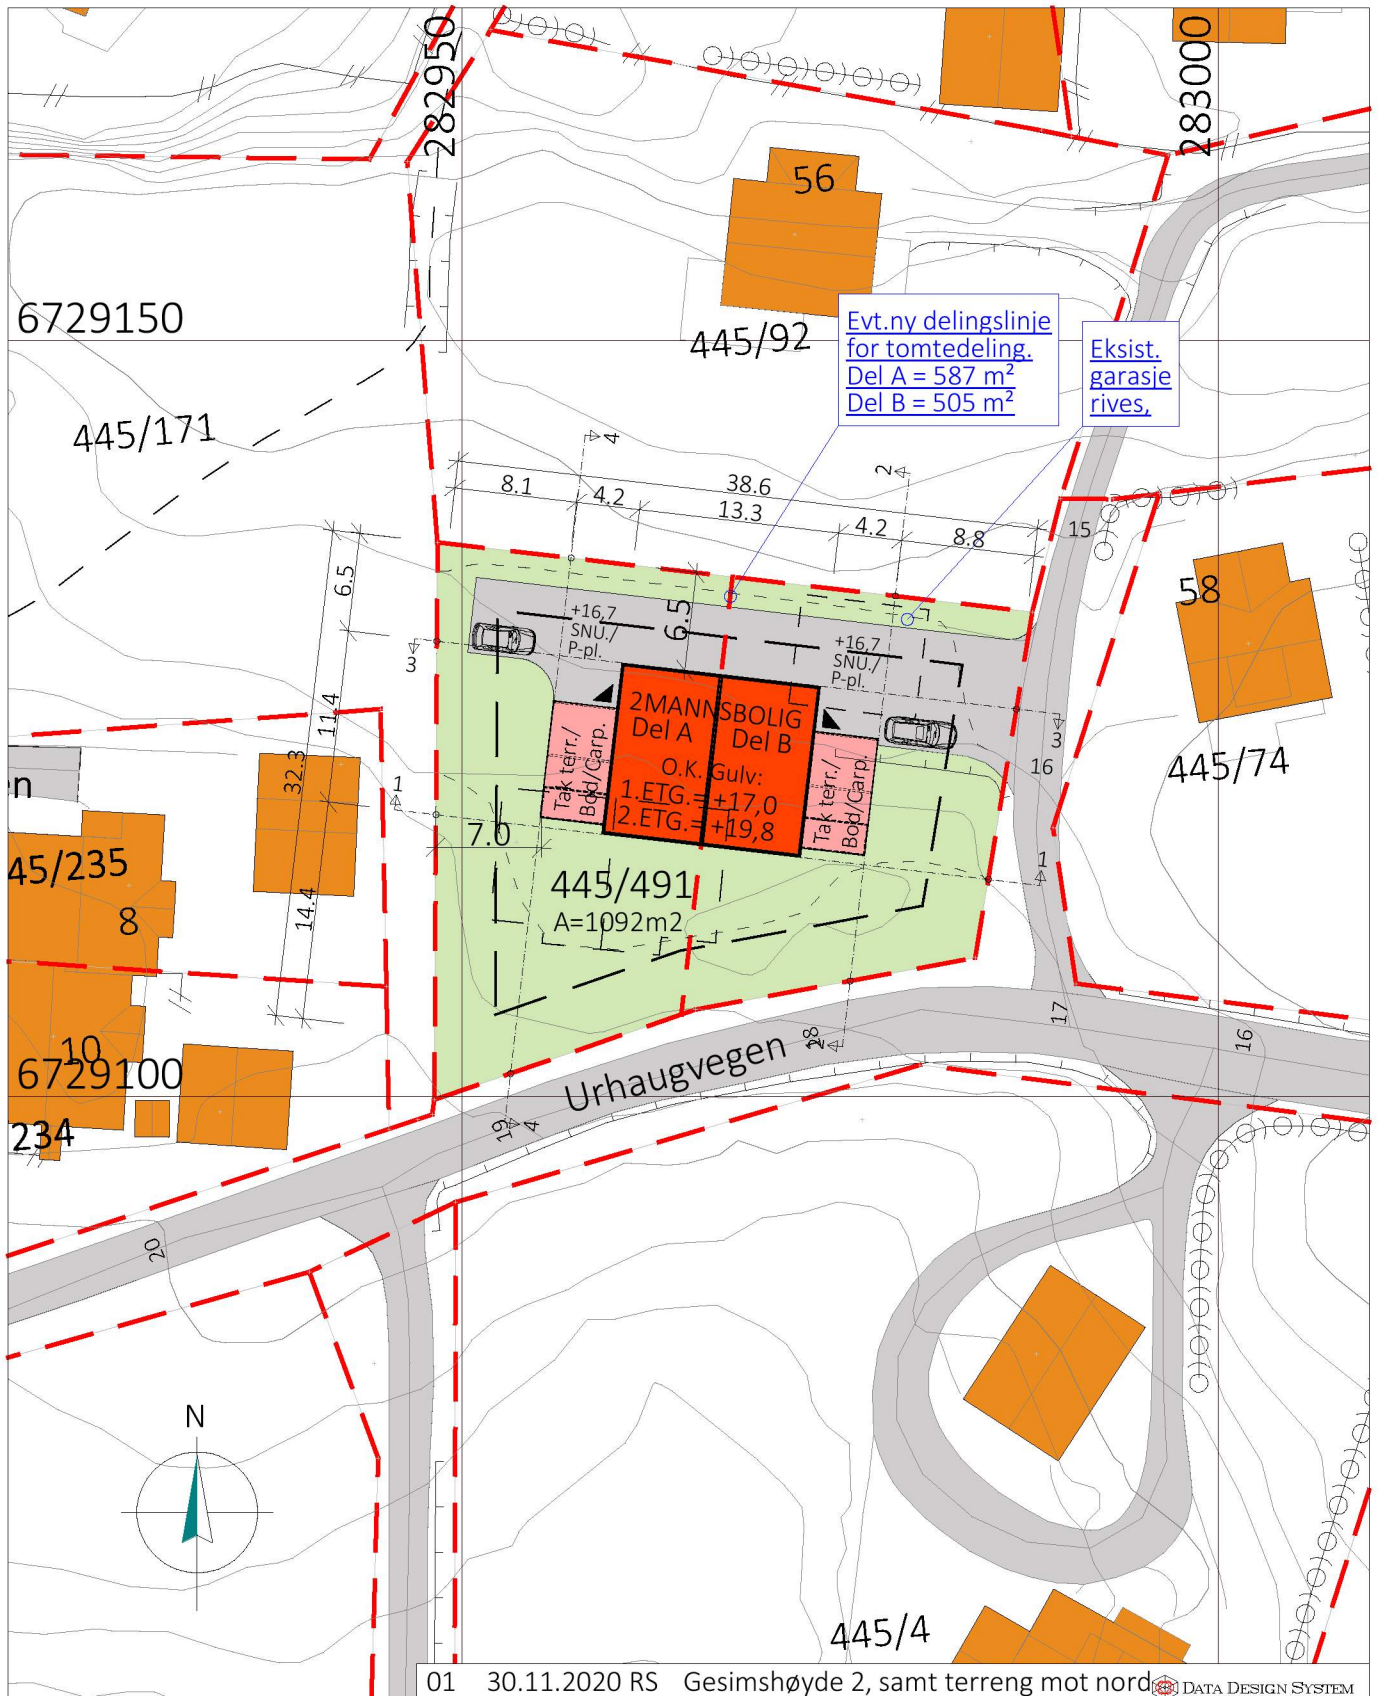 282950
283000
56
6729150
445/92
Evt.ny delingslinje
for tomtedeling.
Del A = 587 m²
Del B = 505 m²
Eksist.
garasje
rives,
445/171
4
2
38.6
8.1
4.2
13.3
4.2
8.8
15
6.5
58
+16,7
SNU./
P-pl.
6.5
+16,7
SNU./
P-pl.
3
3
11.4
32.3
2MANNSBOLIG
Del A
Del B
O.K. Gulv:
1.ETG.= +17,0
2.ETG.= +19,8
Tak terr./
Bod/Carp.
Tak terr./
Bod/Carp.
445/74
16
n
1
1
7.0
45/235
8
14.4
445/491
A=1092m2
10
6729100
234
Urhaugvegen
18
2
17
16
19
4
20
N
445/4
01 30.11.2020 RS Gesimshøyde 2, samt terreng mot nord
DATA DESIGN SYSTEM